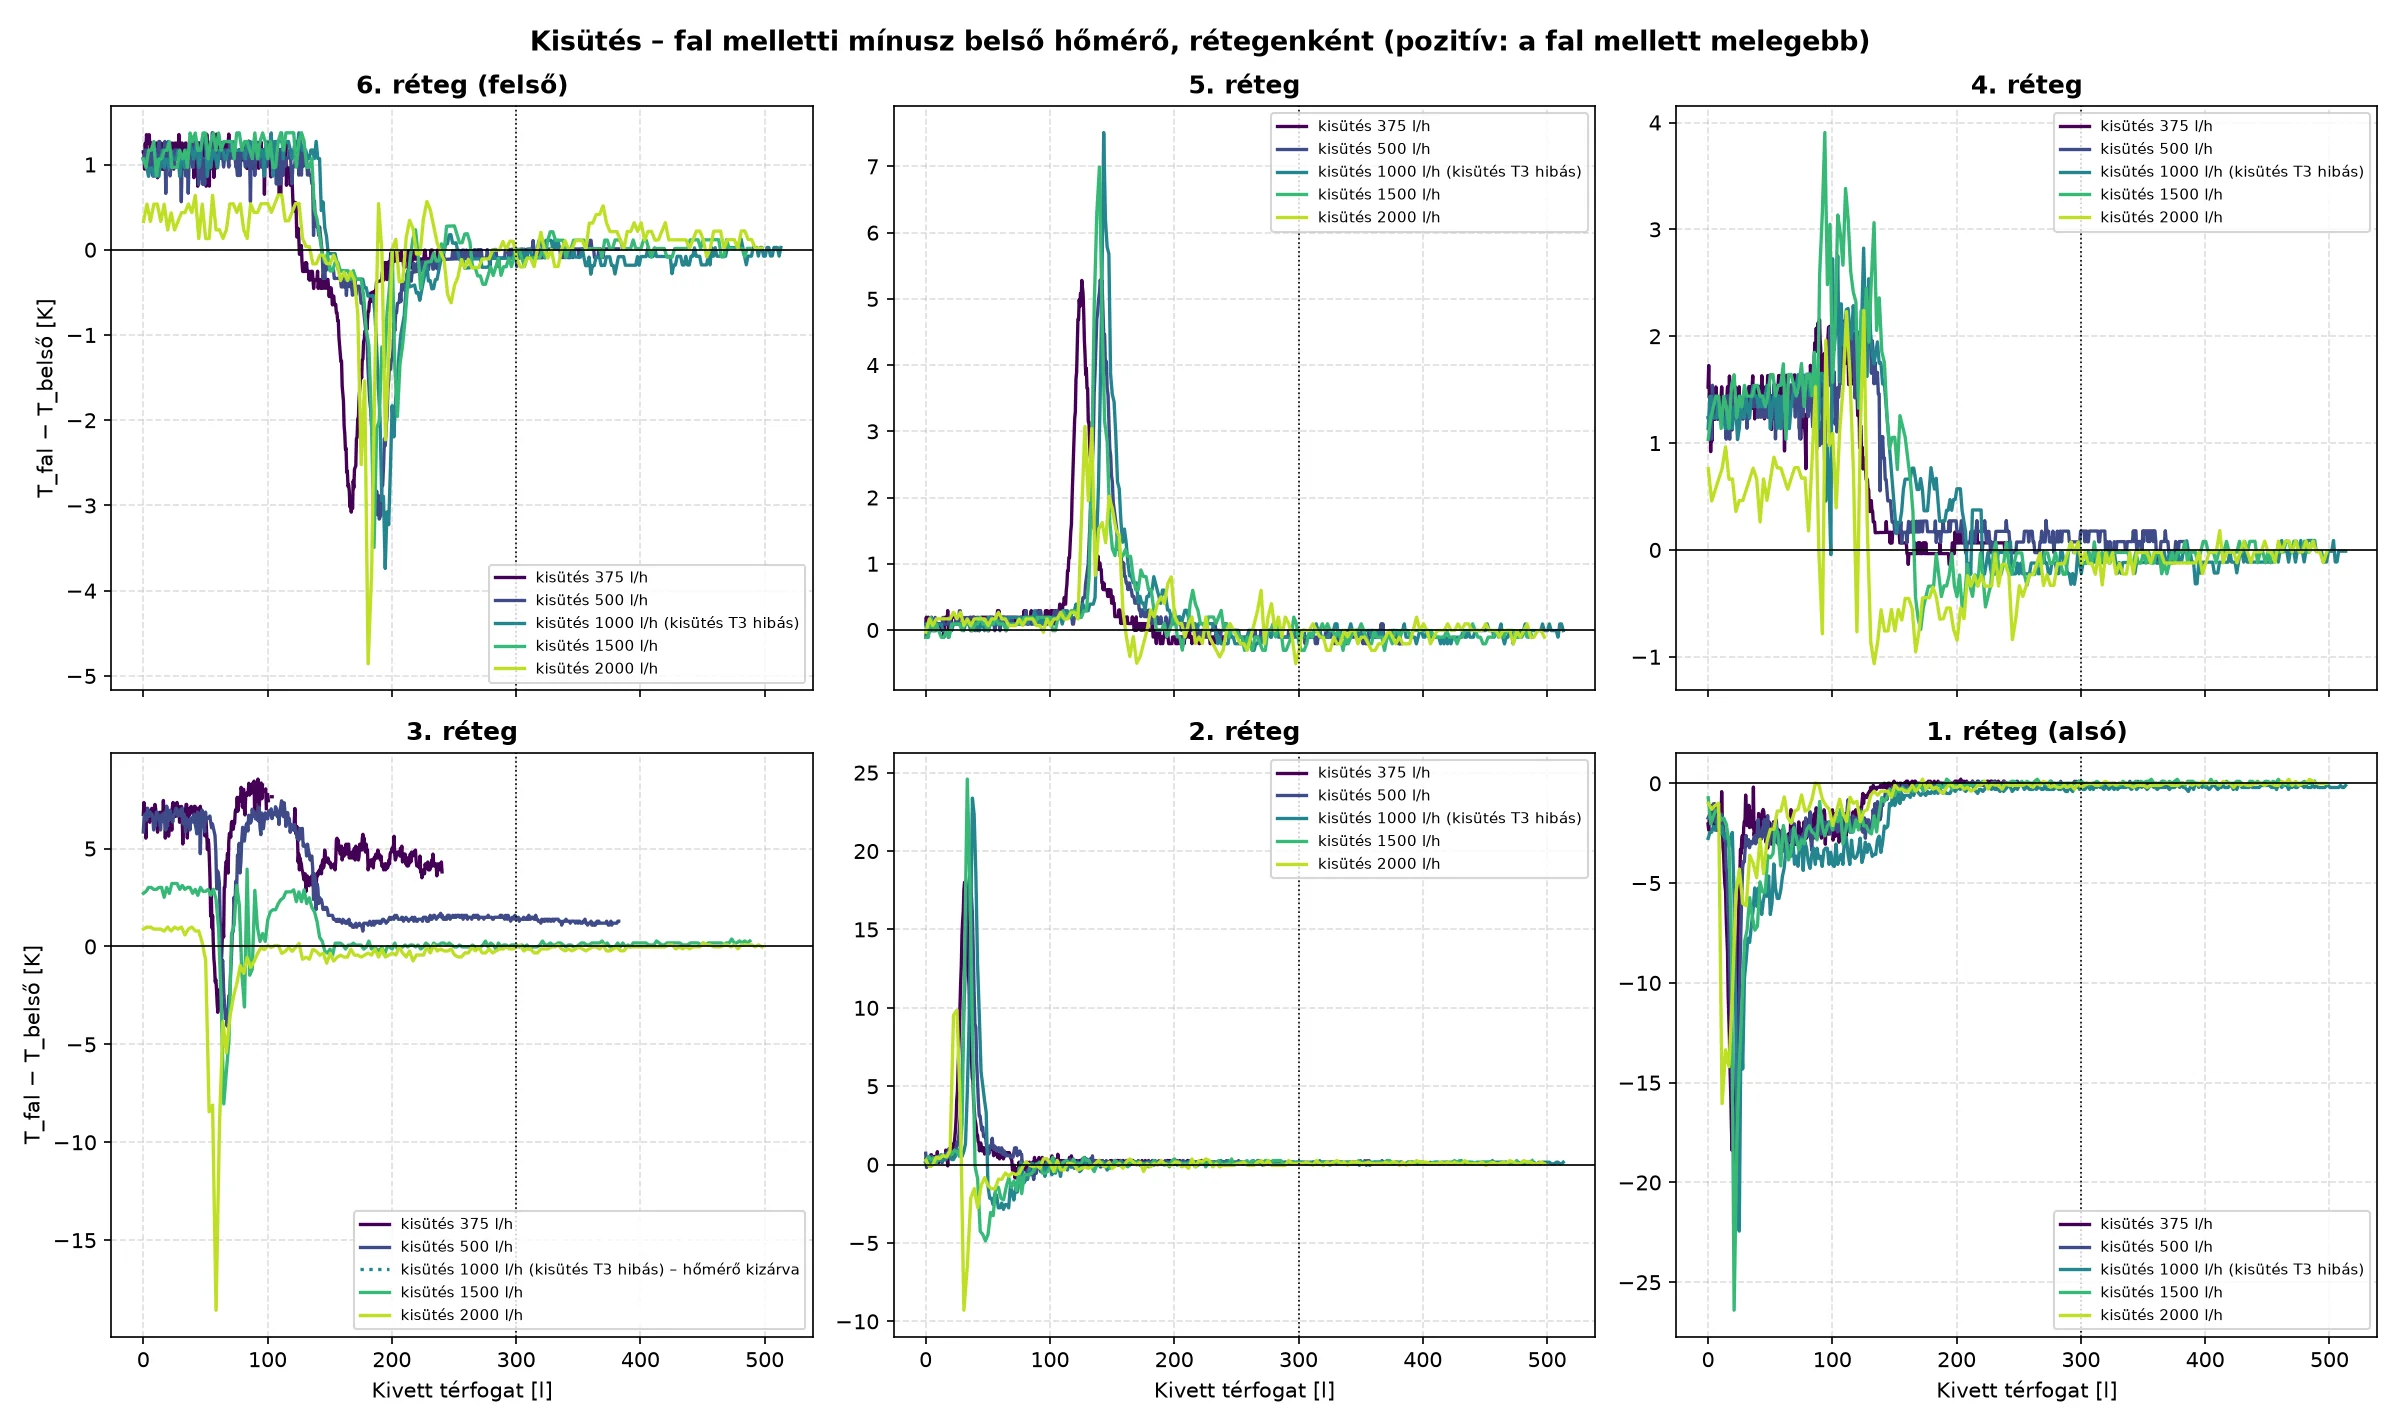 Kisütés – fal melletti mínusz belső hőmérő, rétegenként (pozitív: a fal mellett melegebb)
6. réteg (felső)
T_fal − T_belső [K]
1
0
−1
−2
−3
−4
−5
kisütés 375 l/h
kisütés 500 l/h
kisütés 1000 l/h (kisütés T3 hibás)
kisütés 1500 l/h
kisütés 2000 l/h
5. réteg
7
6
5
4
3
2
1
0
kisütés 375 l/h
kisütés 500 l/h
kisütés 1000 l/h (kisütés T3 hibás)
kisütés 1500 l/h
kisütés 2000 l/h
4. réteg
4
3
2
1
0
−1
kisütés 375 l/h
kisütés 500 l/h
kisütés 1000 l/h (kisütés T3 hibás)
kisütés 1500 l/h
kisütés 2000 l/h
3. réteg
T_fal − T_belső [K]
5
0
−5
−10
−15
kisütés 375 l/h
kisütés 500 l/h
kisütés 1000 l/h (kisütés T3 hibás) – hőmérő kizárva
kisütés 1500 l/h
kisütés 2000 l/h
0 100 200 300 400 500
Kivett térfogat [l]
2. réteg
25
20
15
10
5
0
−5
−10
kisütés 375 l/h
kisütés 500 l/h
kisütés 1000 l/h (kisütés T3 hibás)
kisütés 1500 l/h
kisütés 2000 l/h
0 100 200 300 400 500
Kivett térfogat [l]
1. réteg (alsó)
0
−5
−10
−15
−20
−25
kisütés 375 l/h
kisütés 500 l/h
kisütés 1000 l/h (kisütés T3 hibás)
kisütés 1500 l/h
kisütés 2000 l/h
0 100 200 300 400 500
Kivett térfogat [l]